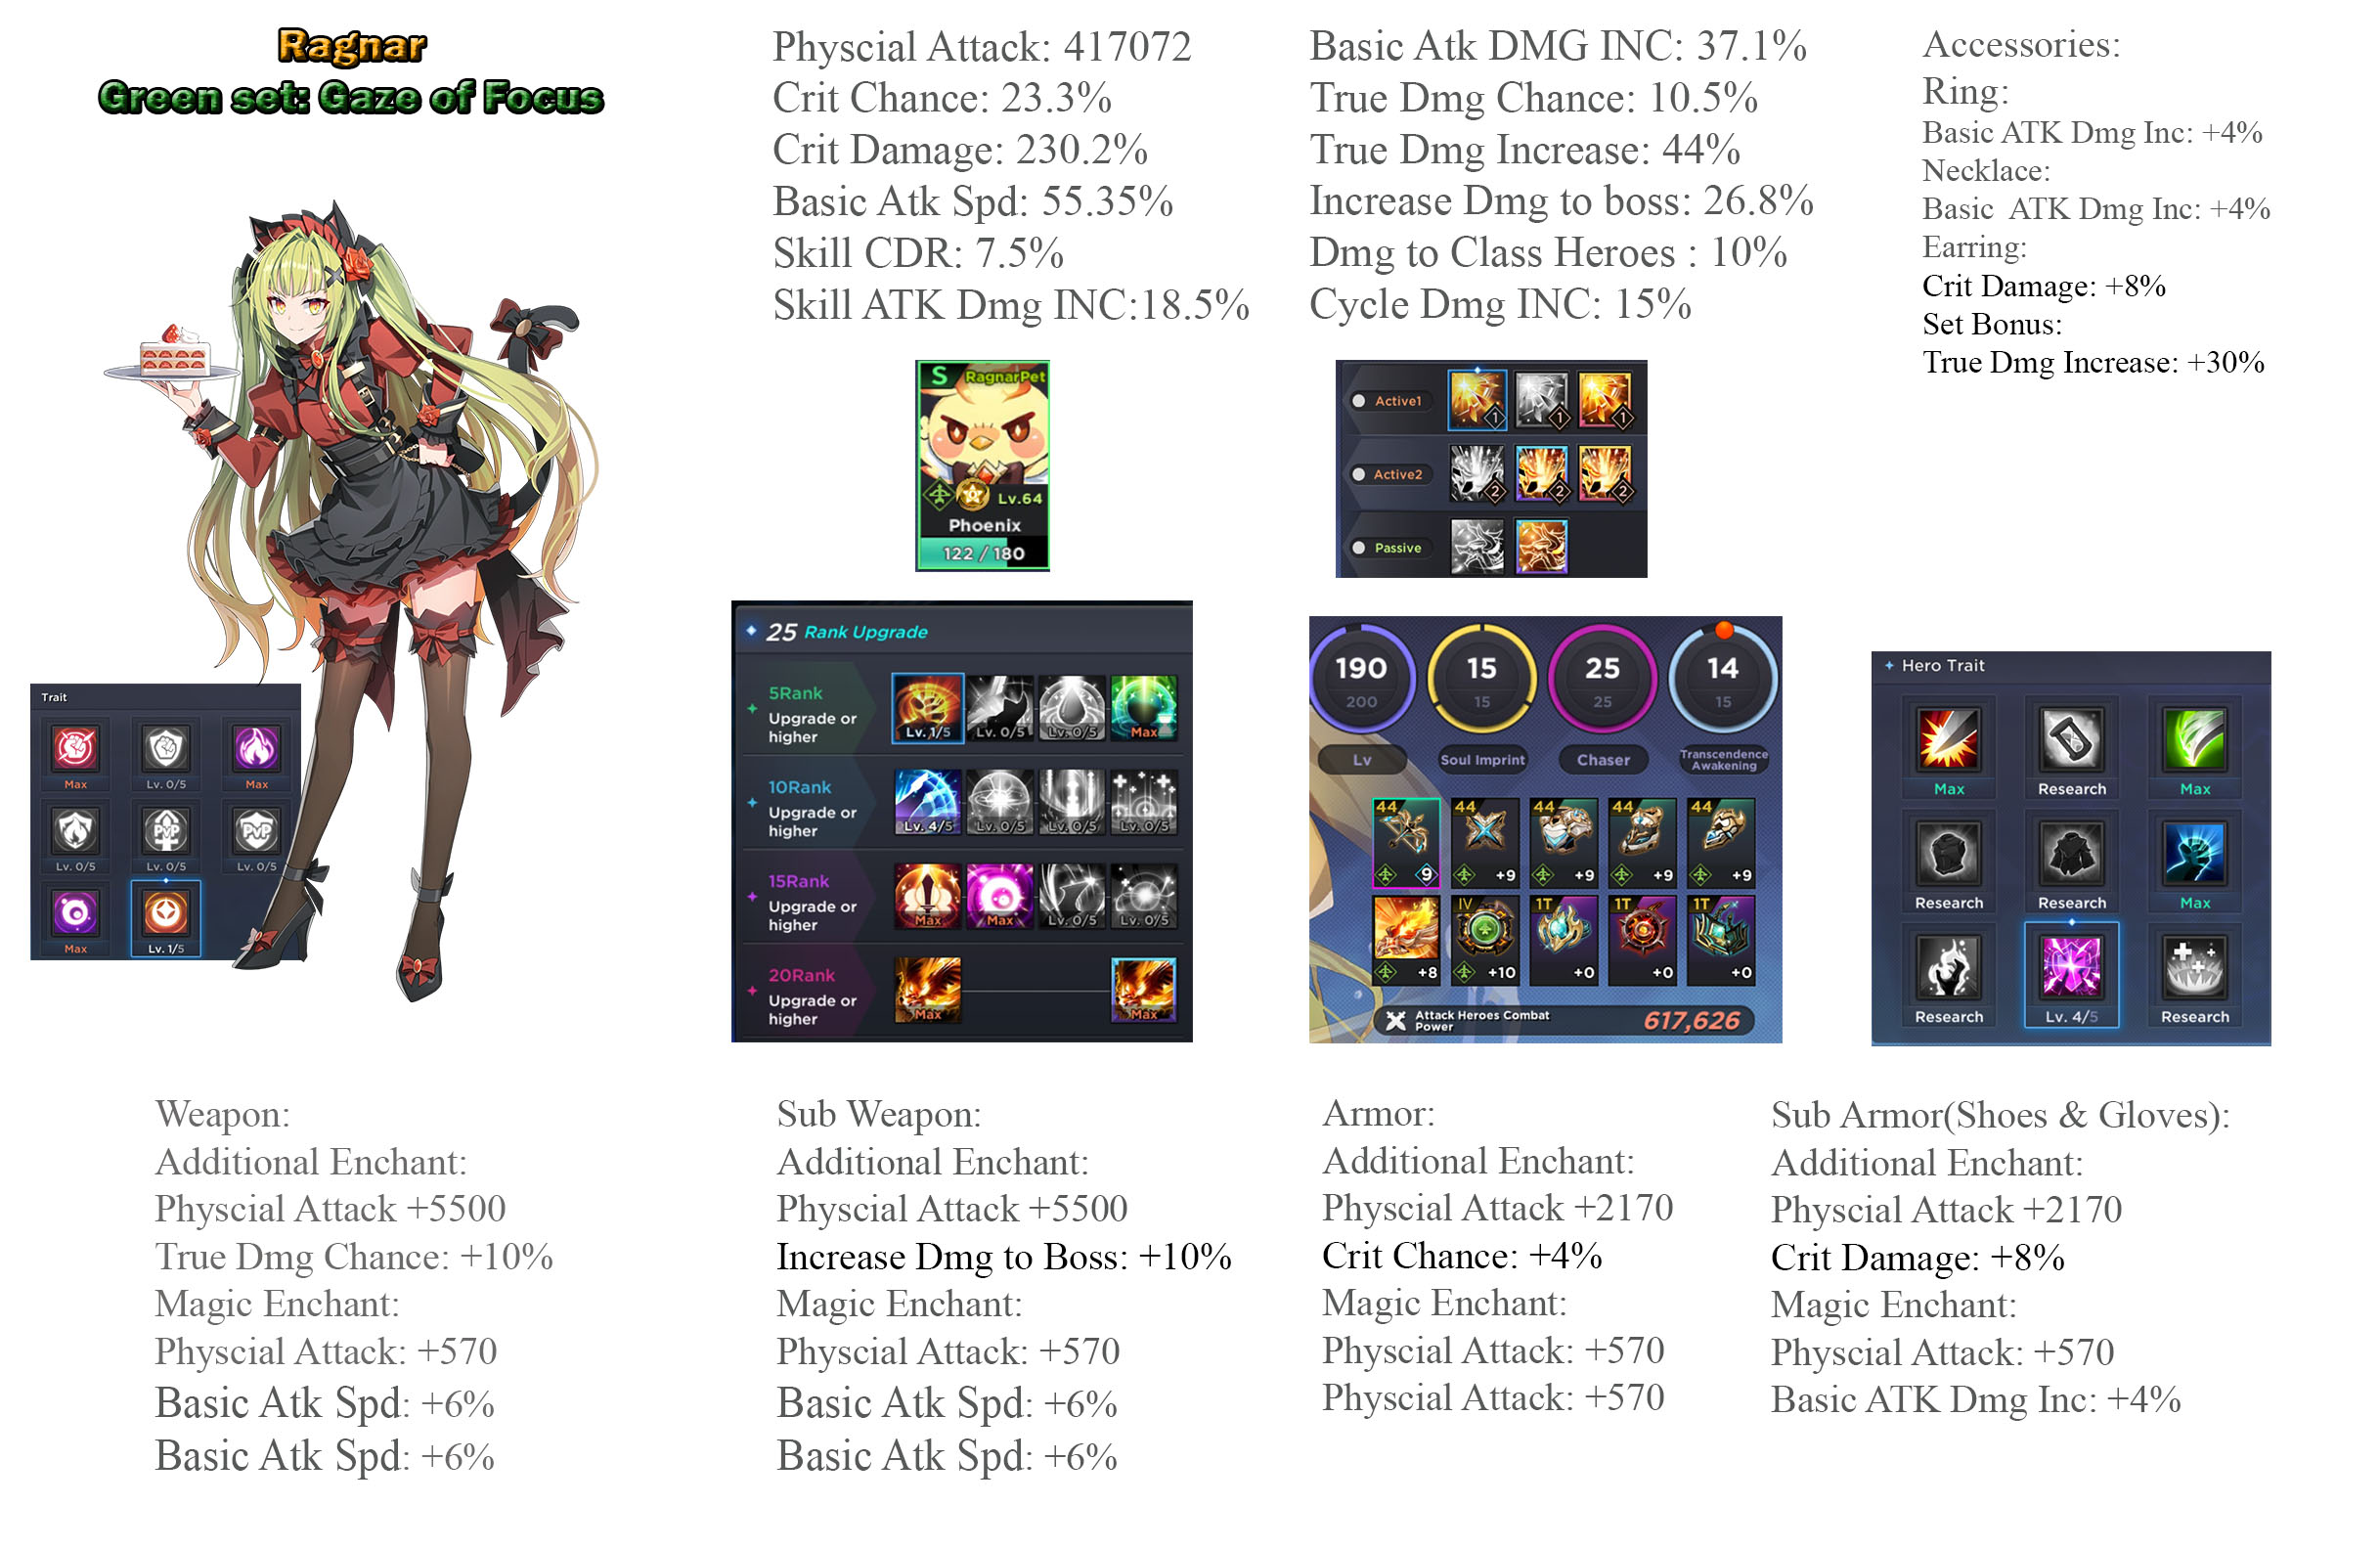 Ragnar
Green set: Gaze of Focus
Physcial Attack: 417072
Crit Chance: 23.3%
Crit Damage: 230.2%
Basic Atk Spd: 55.35%
Skill CDR: 7.5%
Skill ATK Dmg INC:18.5%
Basic Atk DMG INC: 37.1%
True Dmg Chance: 10.5%
True Dmg Increase: 44%
Increase Dmg to boss: 26.8%
Dmg to Class Heroes : 10%
Cycle Dmg INC: 15%
Accessories:
Ring:
Basic ATK Dmg Inc: +4%
Necklace:
Basic ATK Dmg Inc: +4%
Earring:
Crit Damage: +8%
Set Bonus:
True Dmg Increase: +30%
S RagnarPet
Lv.64
Phoenix
122 / 180
Active1
1 1 1
Active2
2 2 2
Passive
Trait
Max Lv. 0/5 Max
Lv. 0/5 Lv. 0/5 Lv. 0/5
PvP PvP
Max Lv. 1/5
25 Rank Upgrade
5Rank
Upgrade or
higher
Lv. 1/5 Lv. 0/5 Lv. 0/5 Max
10Rank
Upgrade or
higher
Lv. 4/5 Lv. 0/5 Lv. 0/5 Lv. 0/5
15Rank
Upgrade or
higher
Max Max Lv. 0/5 Lv. 0/5
20Rank
Upgrade or
higher
Max Max
190 15 25 14
200 15 25 15
Lv Soul Imprint Chaser Transcendence
Awakening
44 44 44 44 44
9 +9 +9 +9 +9
IV 1T 1T 1T
+8 +10 +0 +0 +0
Attack Heroes Combat
Power
617,626
Hero Trait
Max Research Max
Research Research Max
Research Lv. 4/5 Research
Weapon:
Additional Enchant:
Physcial Attack +5500
True Dmg Chance: +10%
Magic Enchant:
Physcial Attack: +570
Basic Atk Spd: +6%
Basic Atk Spd: +6%
Sub Weapon:
Additional Enchant:
Physcial Attack +5500
Increase Dmg to Boss: +10%
Magic Enchant:
Physcial Attack: +570
Basic Atk Spd: +6%
Basic Atk Spd: +6%
Armor:
Additional Enchant:
Physcial Attack +2170
Crit Chance: +4%
Magic Enchant:
Physcial Attack: +570
Physcial Attack: +570
Sub Armor(Shoes & Gloves):
Additional Enchant:
Physcial Attack +2170
Crit Damage: +8%
Magic Enchant:
Physcial Attack: +570
Basic ATK Dmg Inc: +4%